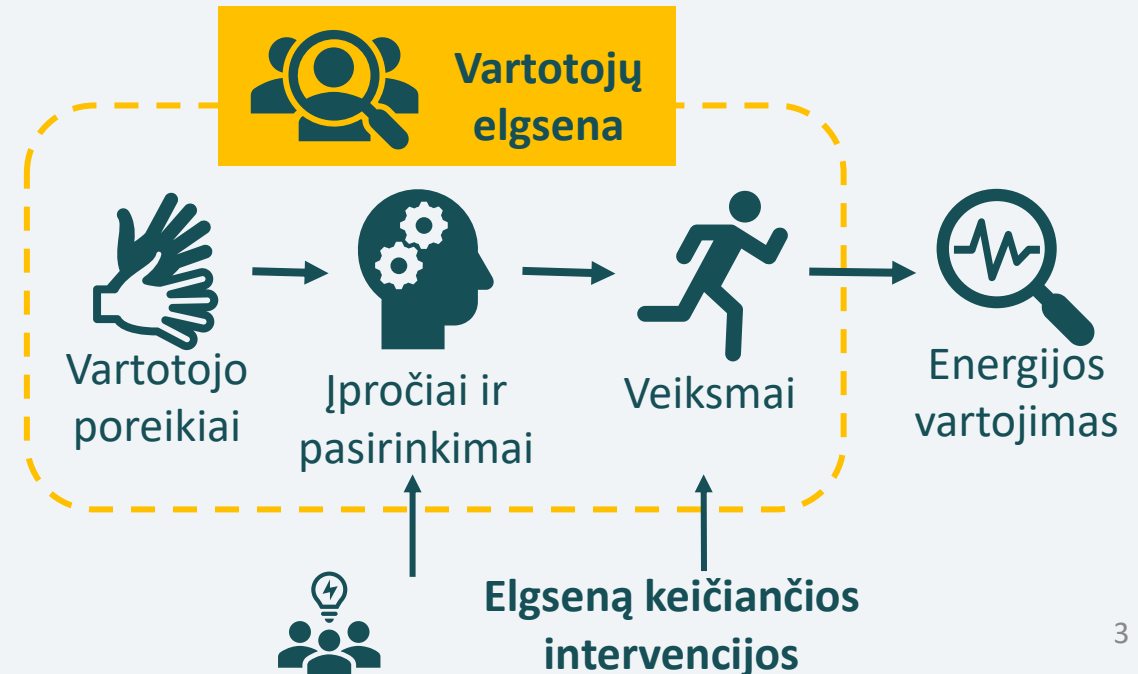 Vartotojų
elgsena
Vartotojo
poreikiai
Įpročiai ir
pasirinkimai
Veiksmai
Energijos
vartojimas
Elgseną keičiančios
intervencijos
3